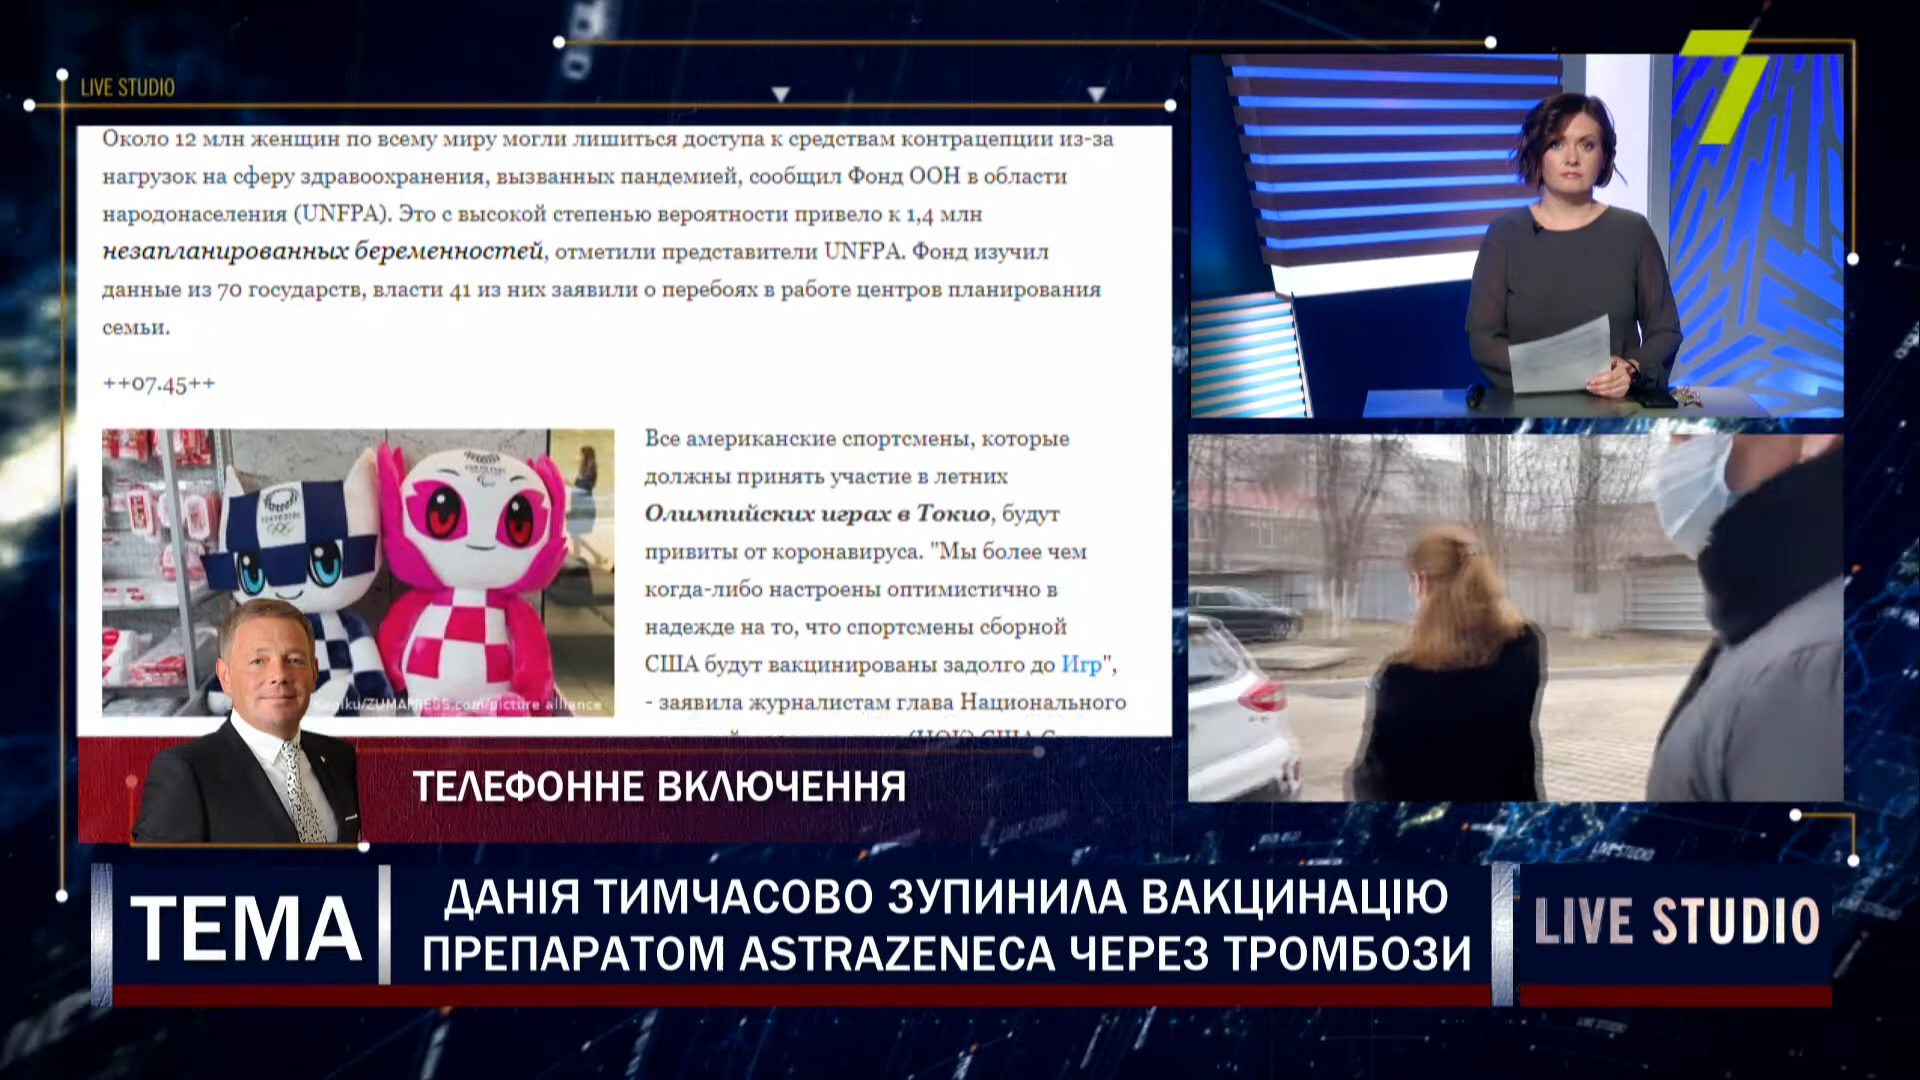 LIVE STUDIO
Около 12 млн женщин по всему миру могли лишиться доступа к средствам контрацепции из-за
нагрузок на сферу здравоохранения, вызванных пандемией, сообщил Фонд ООН в области
народонаселения (UNFPA). Это с высокой степенью вероятности привело к 1,4 млн
незапланированных беременностей, отметили представители UNFPA. Фонд изучил
данные из 70 государств, власти 41 из них заявили о перебоях в работе центров планирования
семьи.
++07.45++
Все американские спортсмены, которые
должны принять участие в летних
Олимпийских играх в Токио, будут
привиты от коронавируса. "Мы более чем
когда-либо настроены оптимистично в
надежде на то, что спортсмены сборной
США будут вакцинированы задолго до Игр",
- заявила журналистам глава Национального
/ZUMAPRESS.com/picture alliance
7
ТЕЛЕФОННЕ ВКЛЮЧЕННЯ
ТЕМА
ДАНІЯ ТИМЧАСОВО ЗУПИНИЛА ВАКЦИНАЦІЮ
ПРЕПАРАТОМ ASTRAZENECA ЧЕРЕЗ ТРОМБОЗИ
LIVE STUDIO